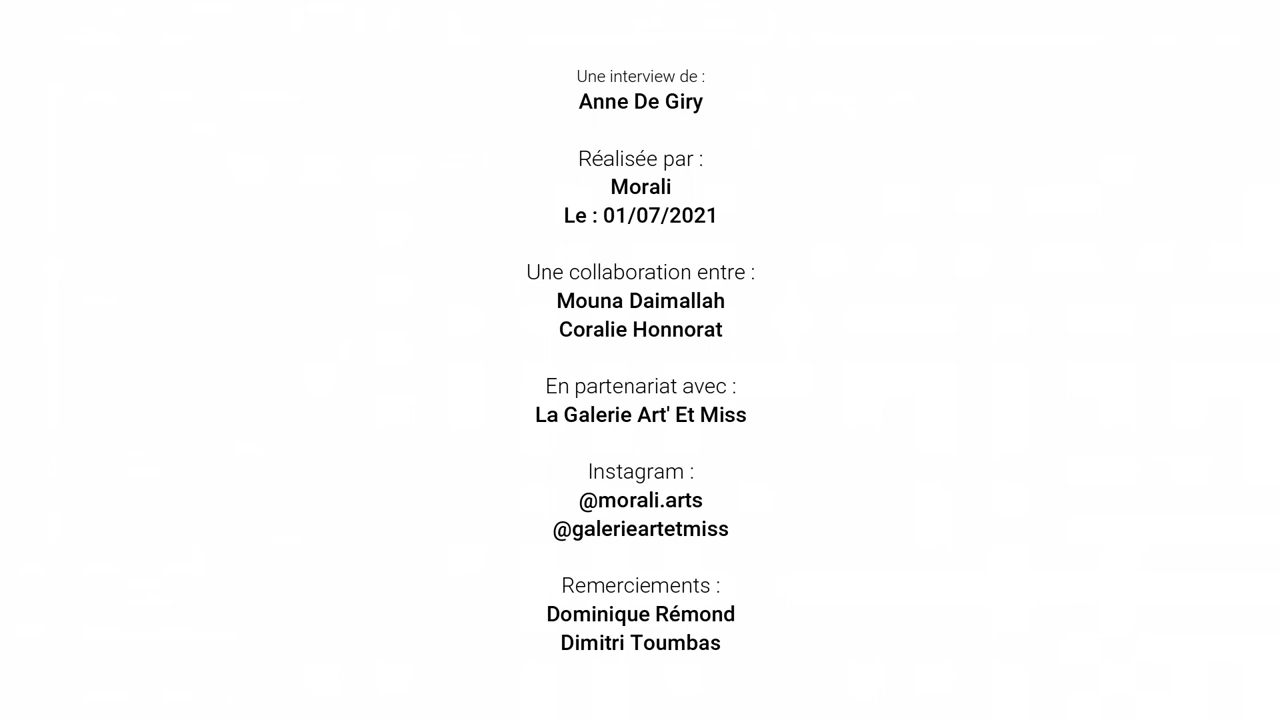 Une interview de :
Anne De Giry
Réalisée par :
Morali
Le : 01/07/2021
Une collaboration entre :
Mouna Daimallah
Coralie Honnorat
En partenariat avec :
La Galerie Art' Et Miss
Instagram :
@morali.arts
@galerieartetmiss
Remerciements :
Dominique Rémond
Dimitri Toumbas